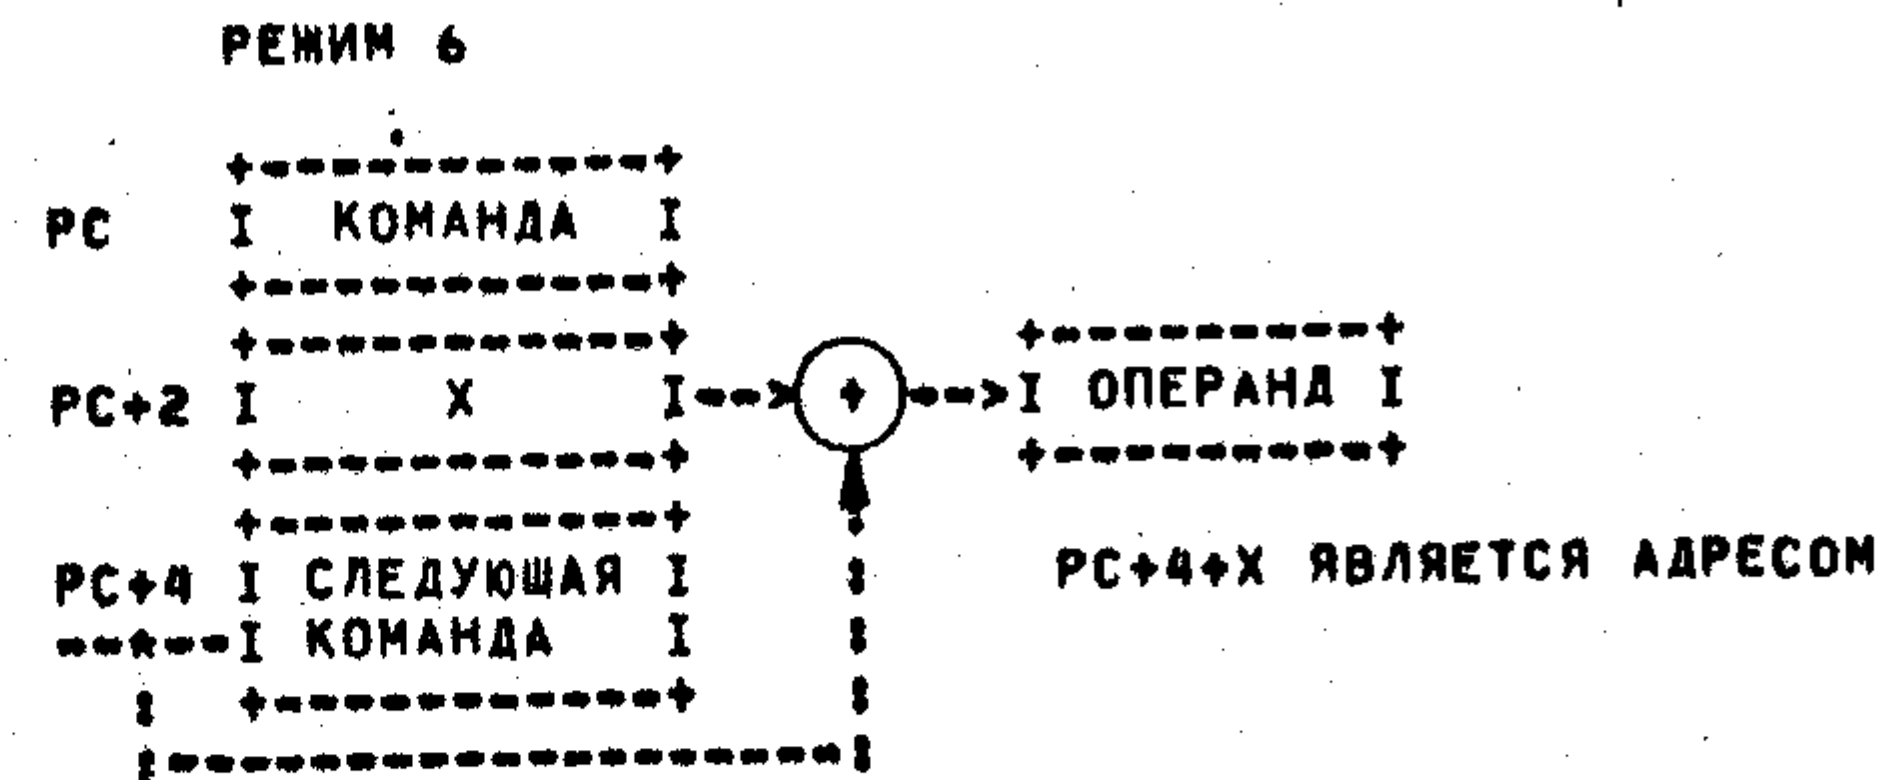 РЕЖИМ 6
PC
КОМАНДА
PC+2
X
+
ОПЕРАНД
PC+4
СЛЕДУЮЩАЯ
КОМАНДА
PC+4+X ЯВЛЯЕТСЯ АДРЕСОМ